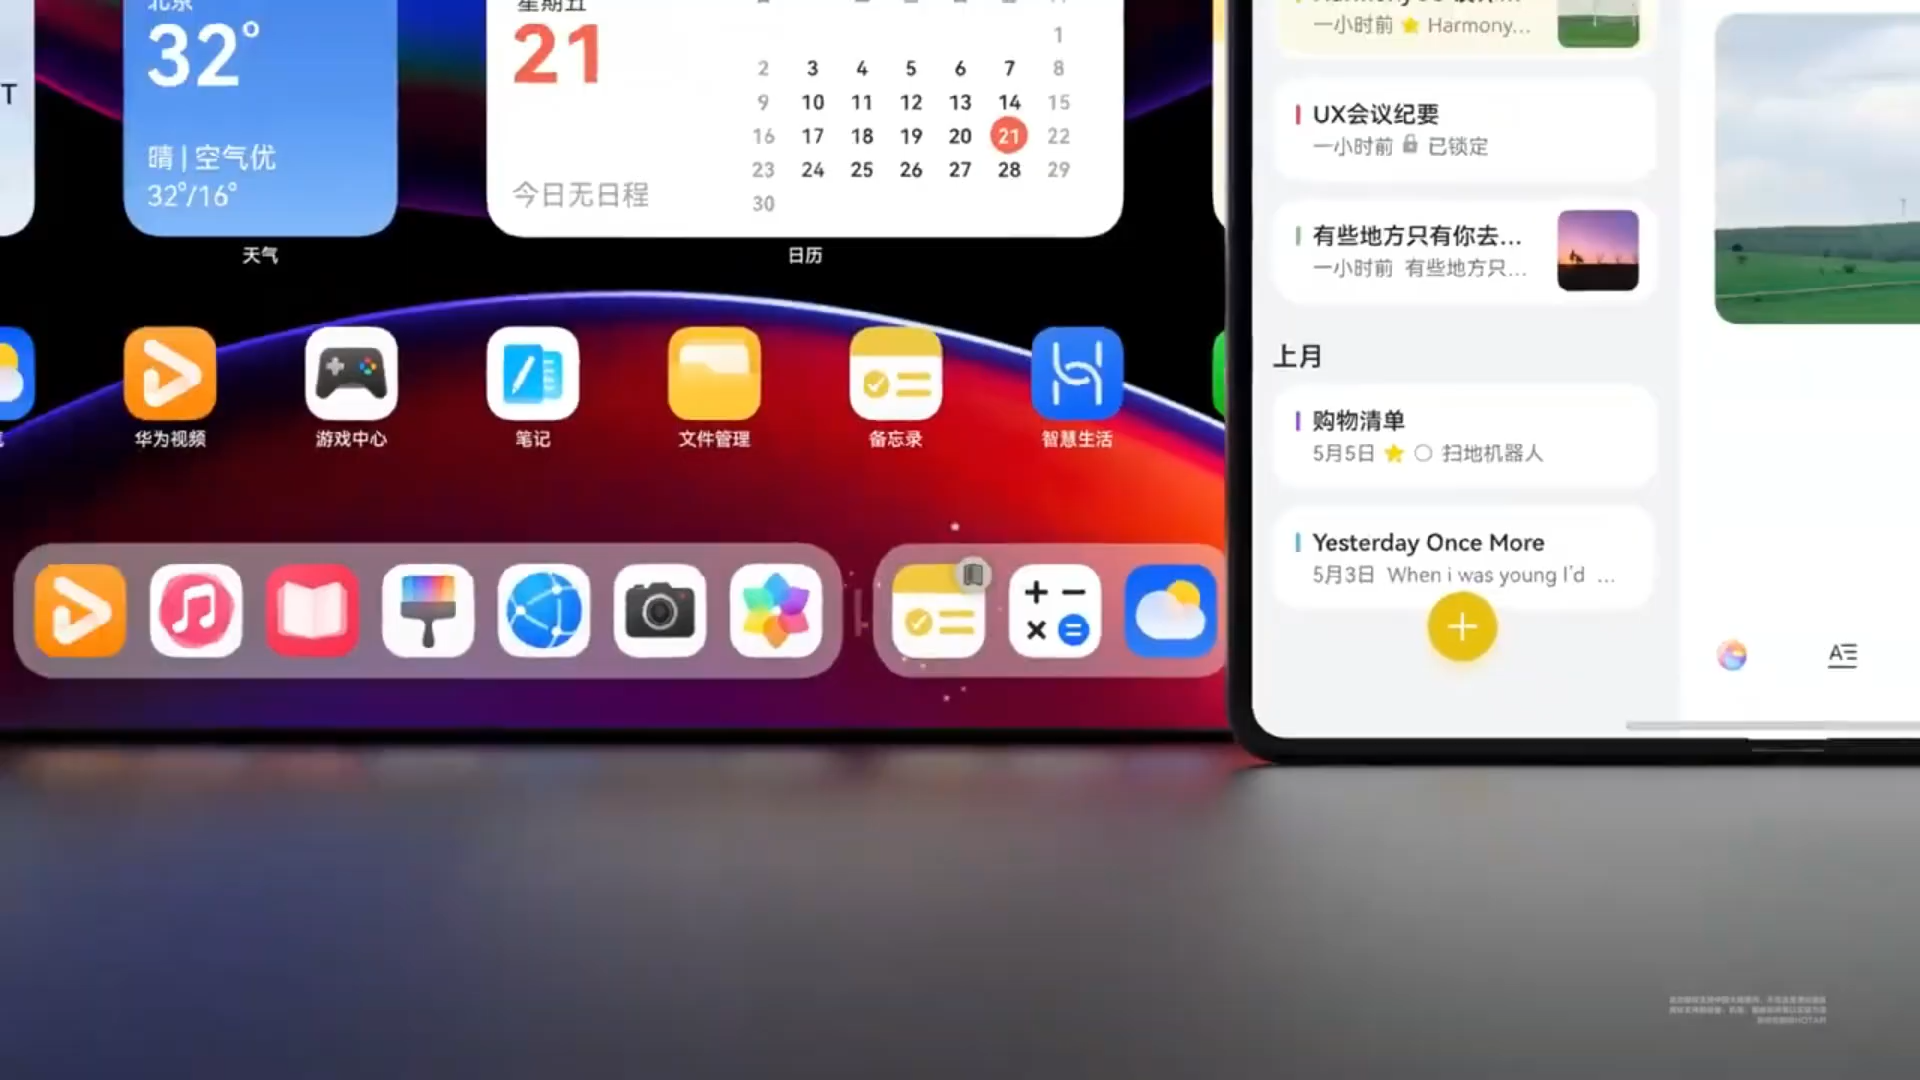 T
北京
32°
晴 | 空气优
32°/16°
天气
星期五
21
今日无日程
1
2 3 4 5 6 7 8
9 10 11 12 13 14 15
16 17 18 19 20 21 22
23 24 25 26 27 28 29
30
日历
华为视频
游戏中心
笔记
文件管理
备忘录
智慧生活
一小时前 Harmony...
UX会议纪要
一小时前 已锁定
有些地方只有你去...
一小时前 有些地方只...
上月
购物清单
5月5日 扫地机器人
Yesterday Once More
5月3日 When i was young I'd ...